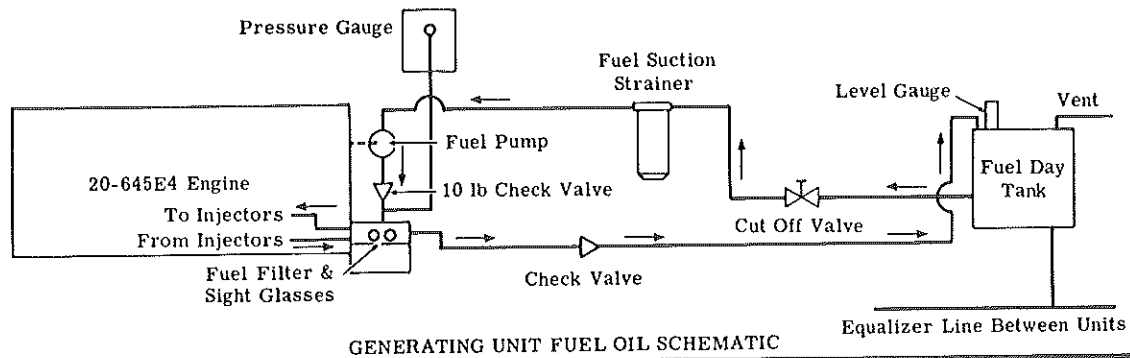 Pressure Gauge
Fuel Suction
Strainer
Level Gauge
Vent
Fuel Pump
Fuel Day
Tank
20-645E4 Engine
10 lb Check Valve
To Injectors
From Injectors
Cut Off Valve
Fuel Filter &
Sight Glasses
Check Valve
Equalizer Line Between Units
GENERATING UNIT FUEL OIL SCHEMATIC